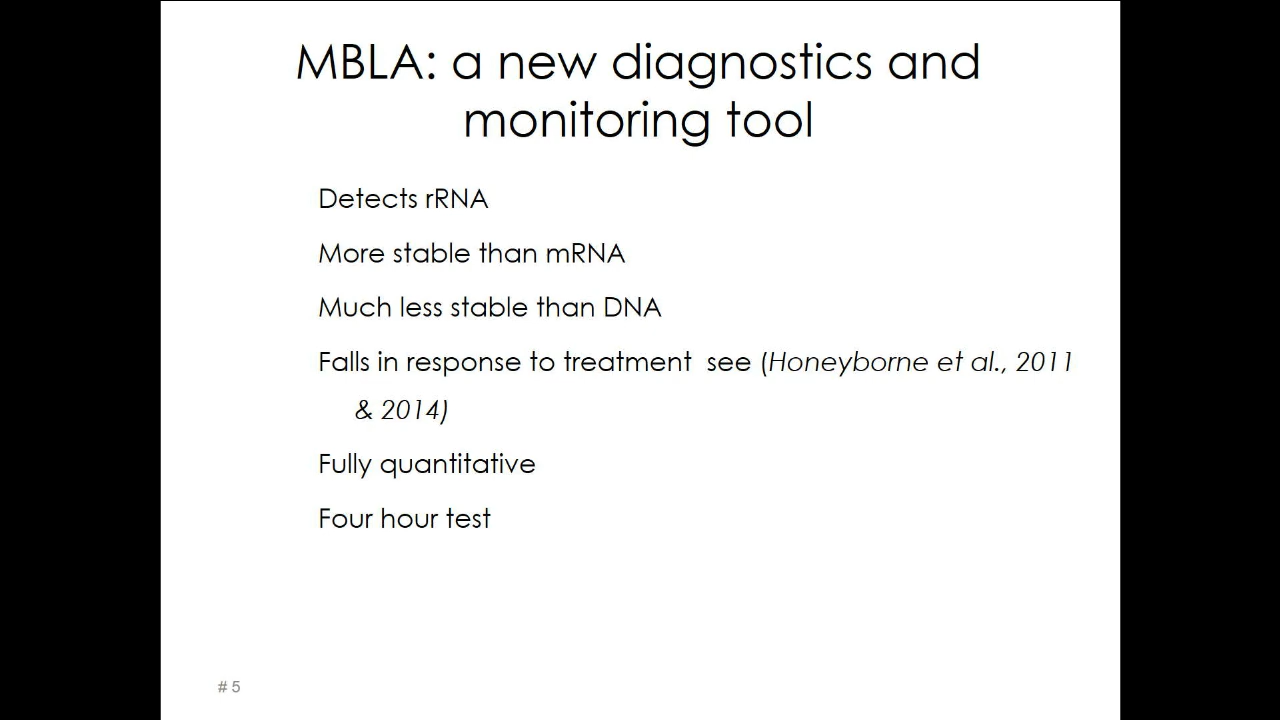 MBLA: a new diagnostics and
monitoring tool
Detects rRNA
More stable than mRNA
Much less stable than DNA
Falls in response to treatment  see (Honeyborne et al., 2011
& 2014)
Fully quantitative
Four hour test
# 5